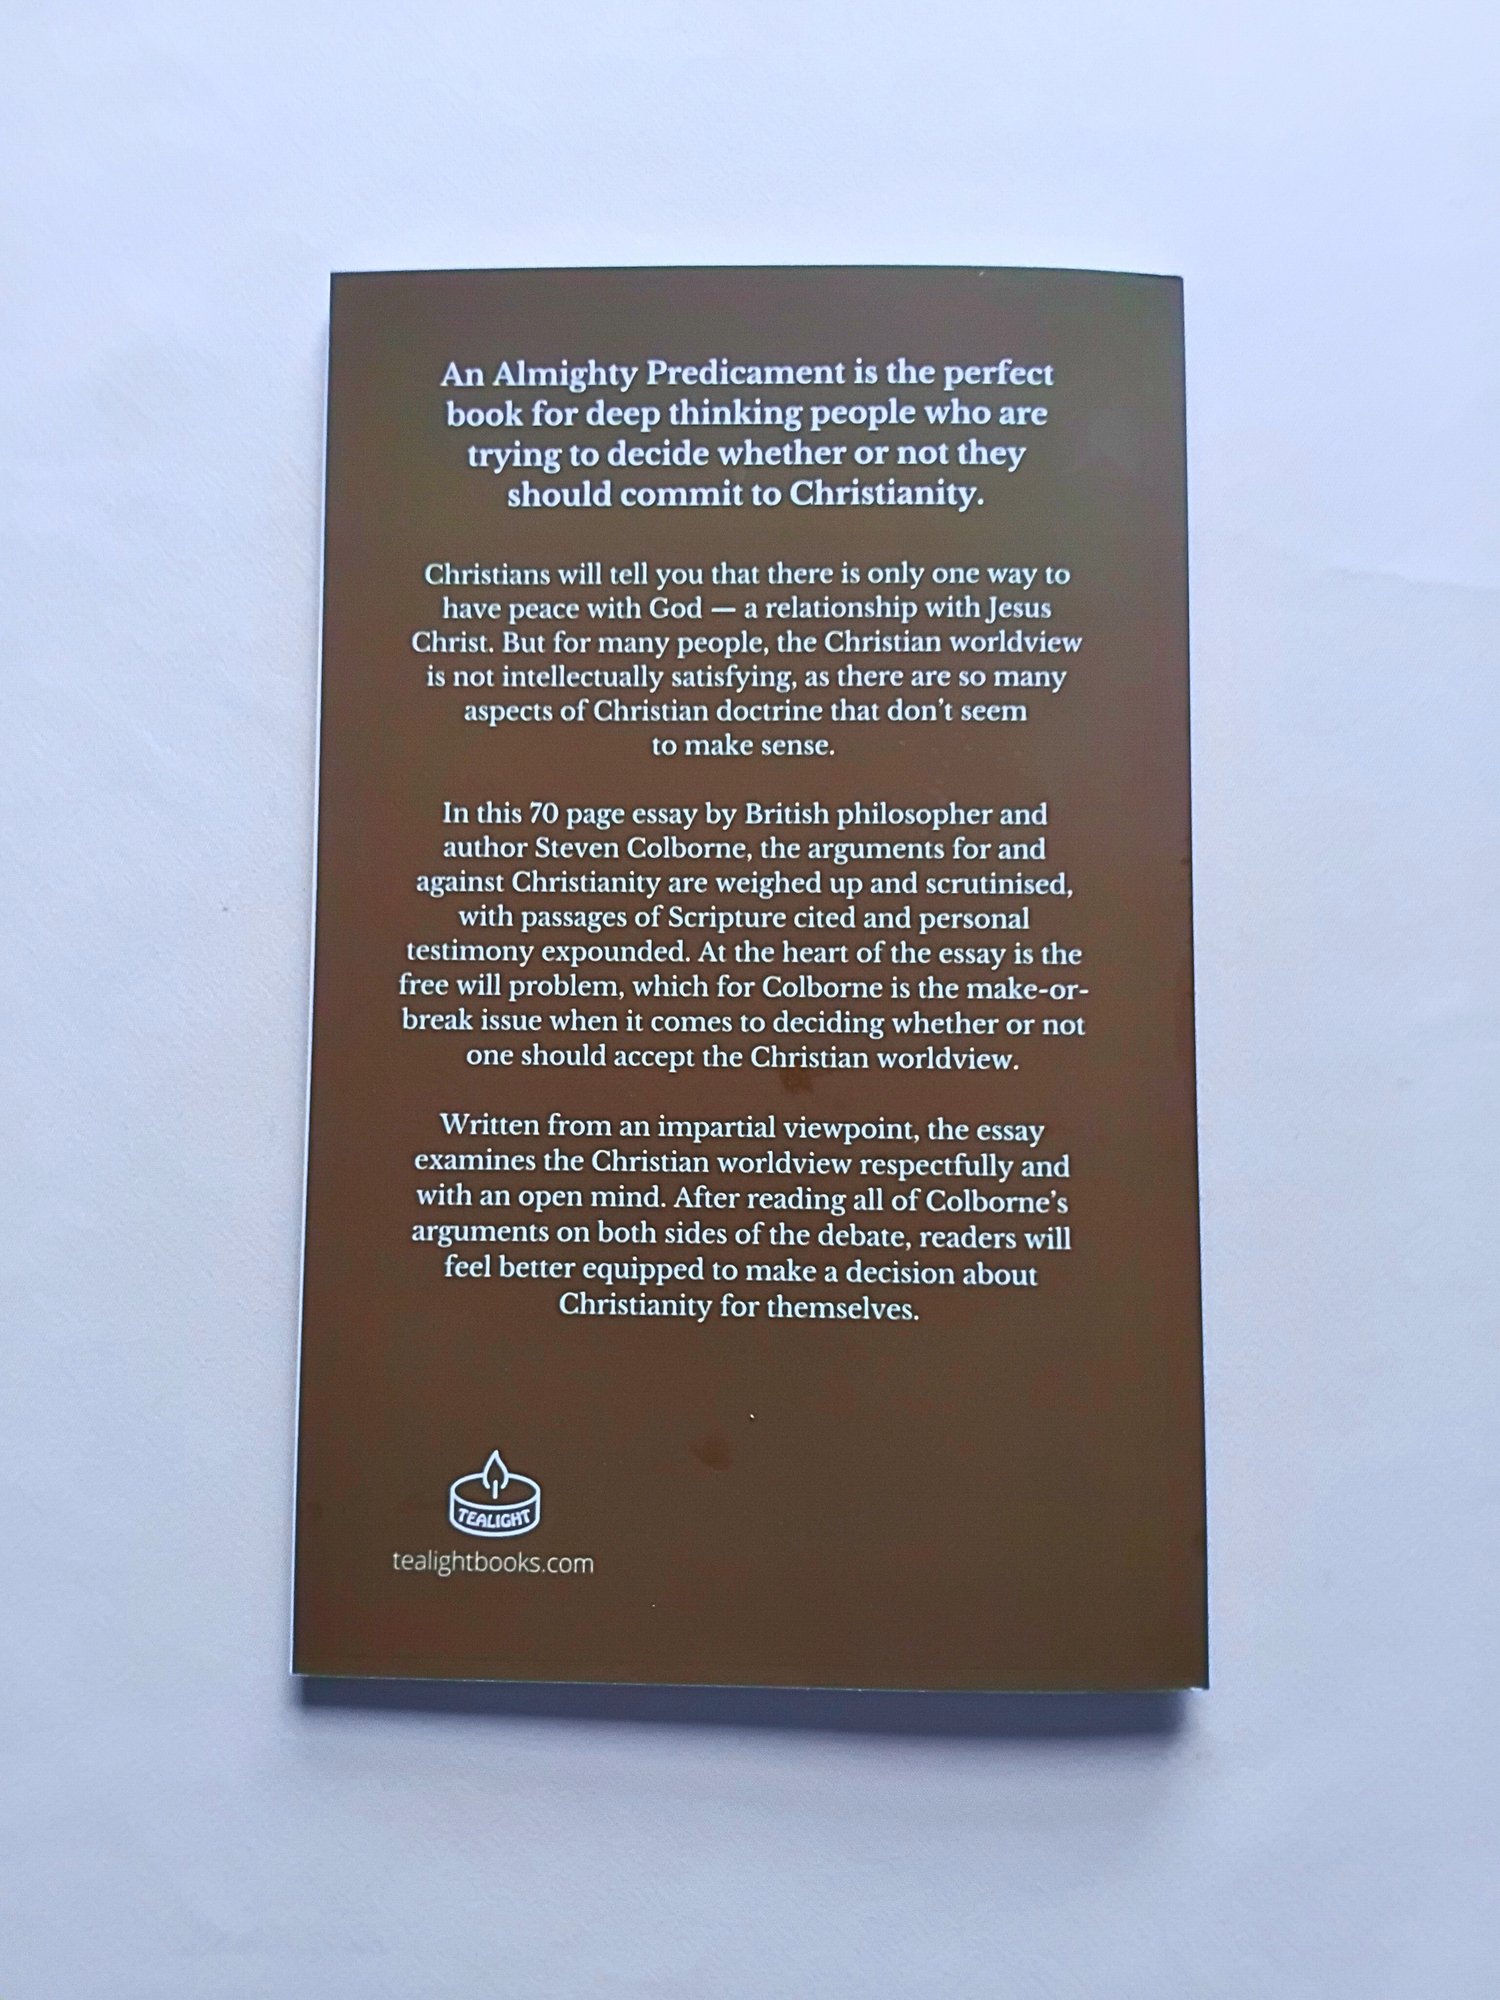 An Almighty Predicament is the perfect
book for deep thinking people who are
trying to decide whether or not they
should commit to Christianity.
Christians will tell you that there is only one way to
have peace with God — a relationship with Jesus
Christ. But for many people, the Christian worldview
is not intellectually satisfying, as there are so many
aspects of Christian doctrine that don’t seem
to make sense.
In this 70 page essay by British philosopher and
author Steven Colborne, the arguments for and
against Christianity are weighed up and scrutinised,
with passages of Scripture cited and personal
testimony expounded. At the heart of the essay is the
free will problem, which for Colborne is the make-or-
break issue when it comes to deciding whether or not
one should accept the Christian worldview.
Written from an impartial viewpoint, the essay
examines the Christian worldview respectfully and
with an open mind. After reading all of Colborne’s
arguments on both sides of the debate, readers will
feel better equipped to make a decision about
Christianity for themselves.
TEALIGHT
tealightbooks.com